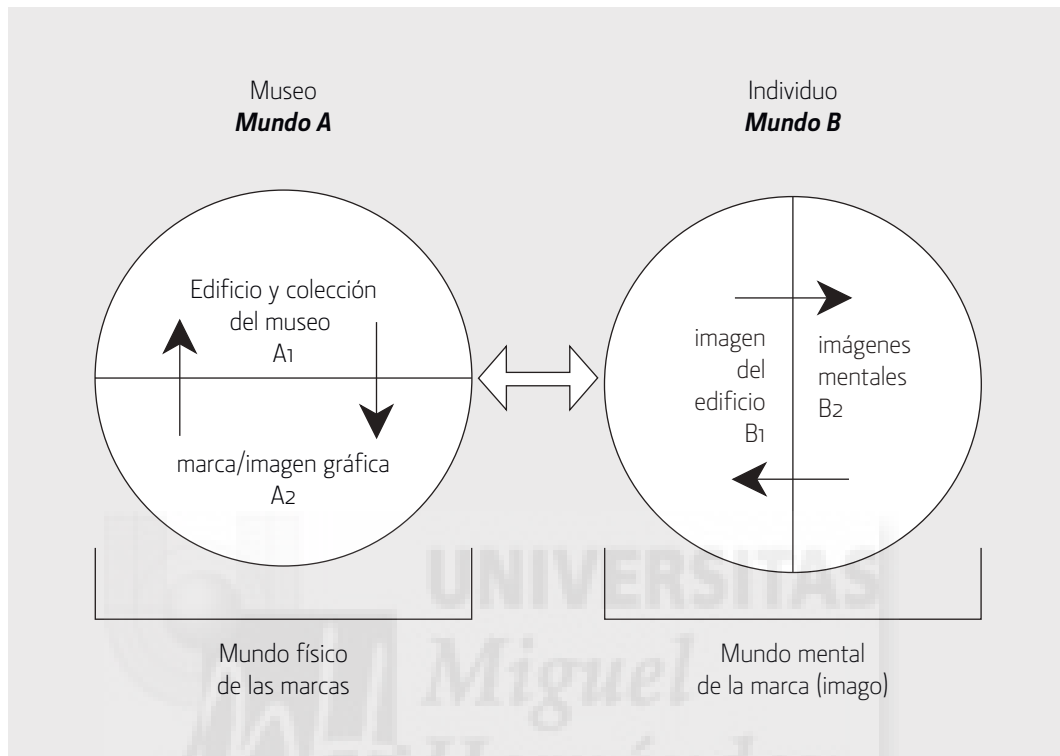 Museo
Mundo A
Individuo
Mundo B
Edificio y colección
del museo
A1
marca/imagen gráfica
A2
imagen
del
edificio
B1
imágenes
mentales
B2
UNIVERSITAS
Miguel
Mundo físico
de las marcas
Mundo mental
de la marca (imago)